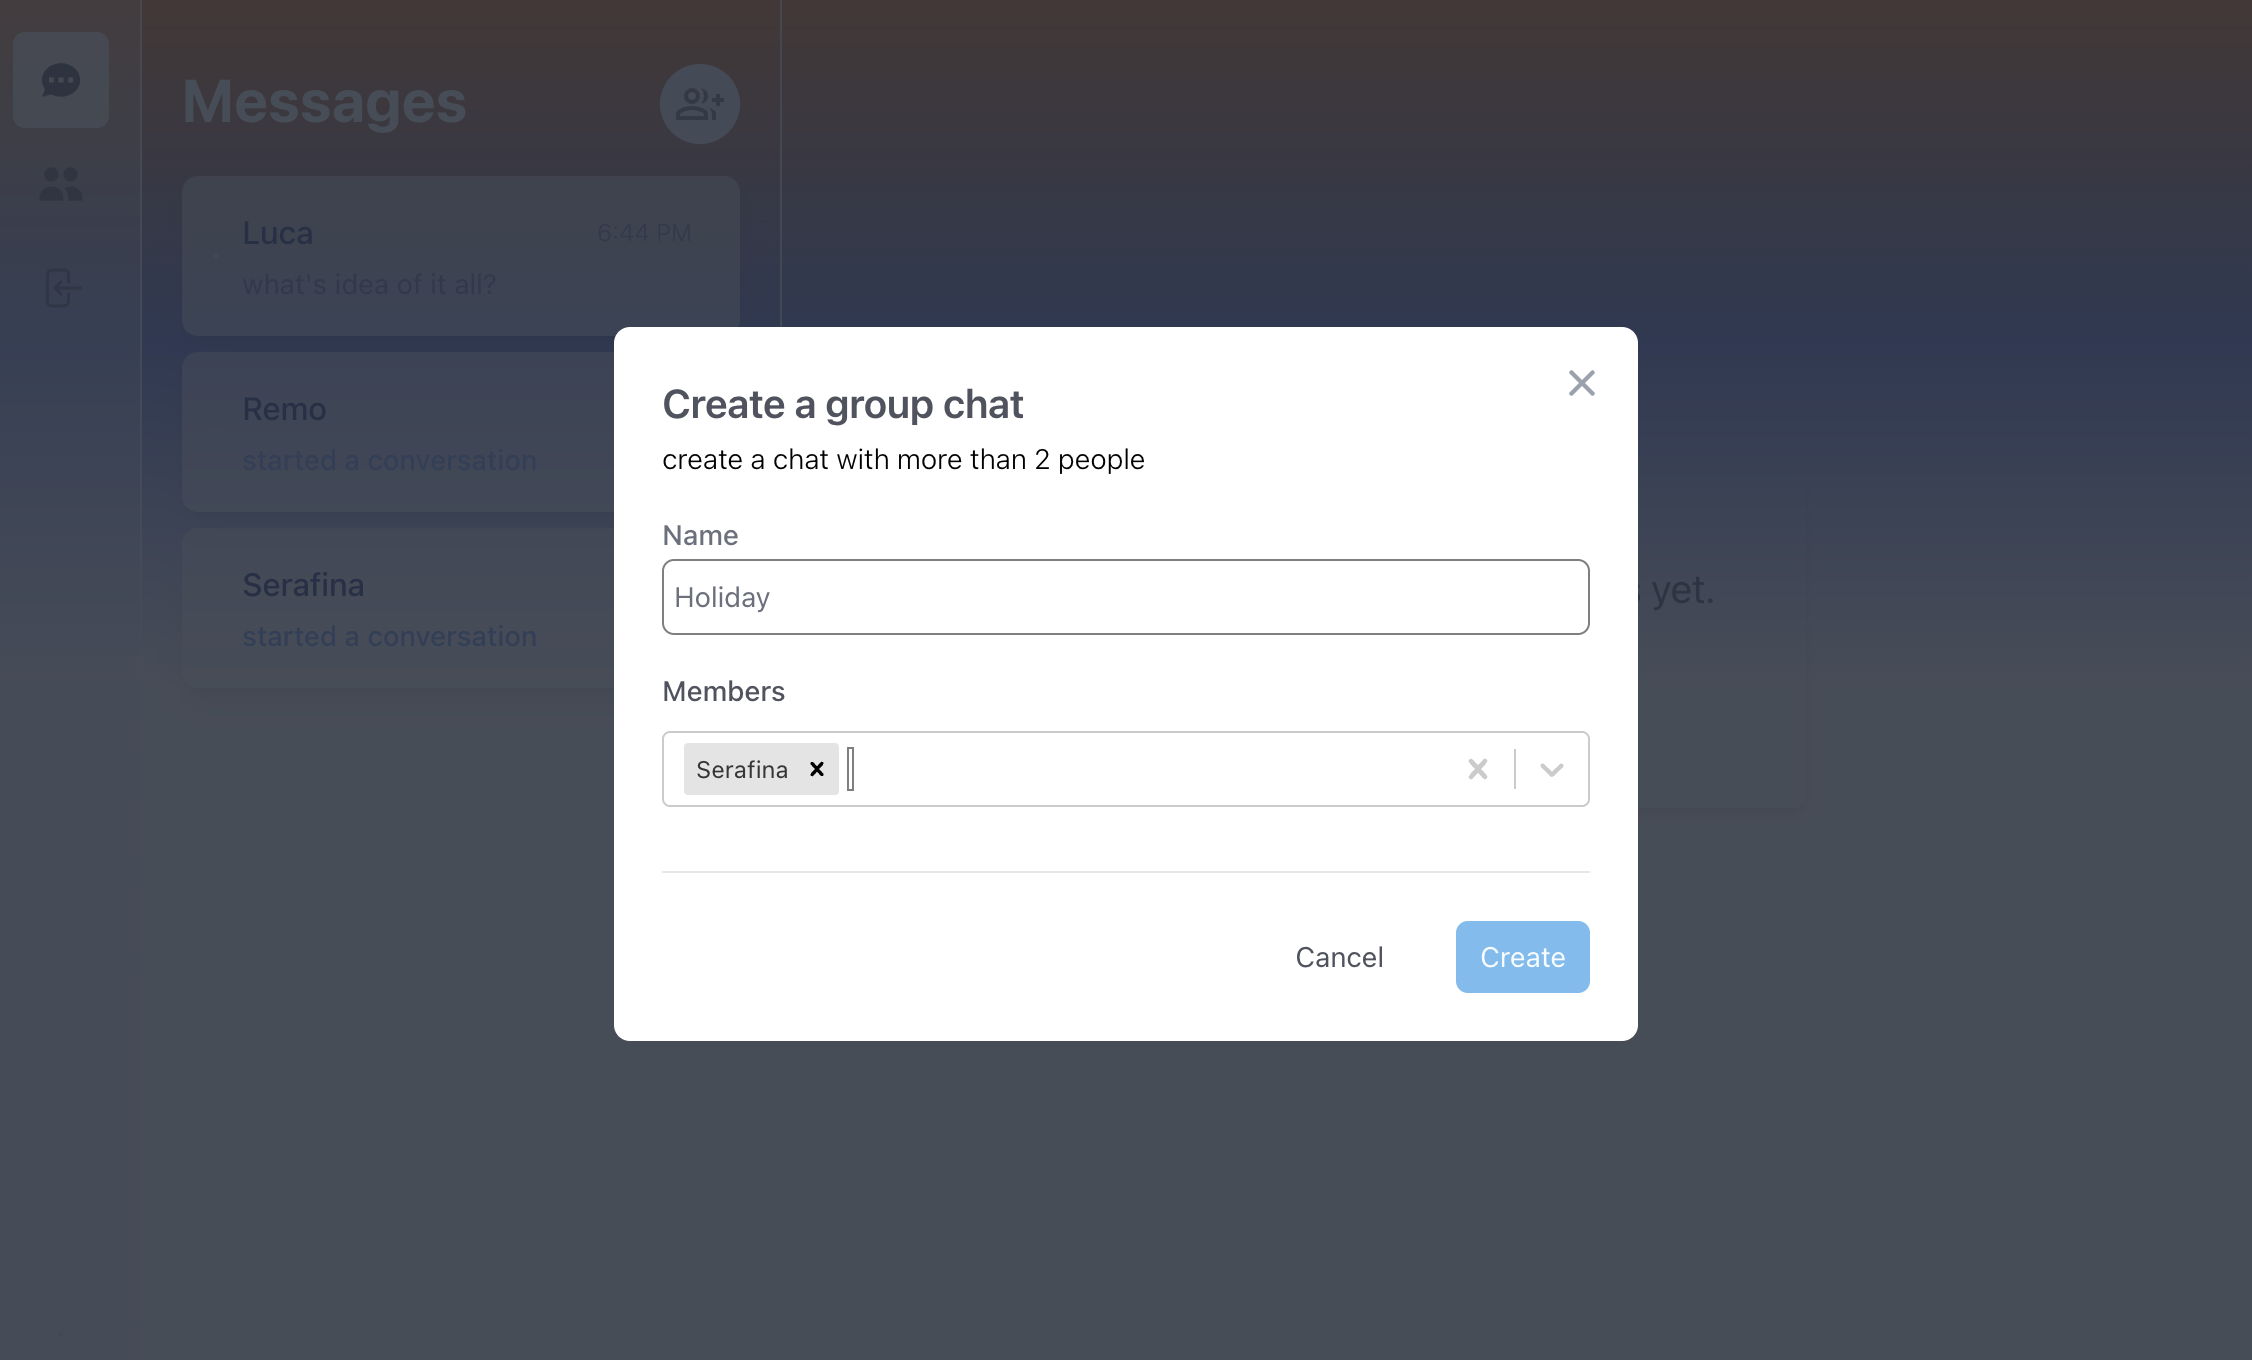 Messages
Luca 6:44 PM
what's idea of it all?
Remo
started a conversation
Serafina
started a conversation
yet.
Create a group chat
create a chat with more than 2 people
Name
Holiday
Members
Serafina
Cancel Create